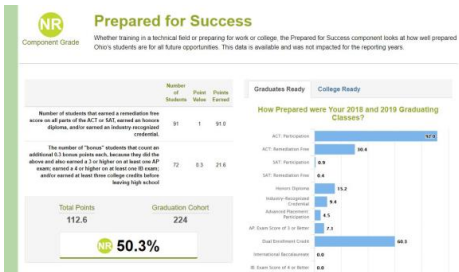 NR
Component Grade
Prepared for Success
Whether training in a technical field or preparing for work or college, the Prepared for Success component looks at how well prepared
Ohio's students are for all future opportunities. This data is available and was not impacted for the reporting years.
Number of Students
Point Value
Points Earned
Number of students that earned a remediation free
score on all parts of the ACT or SAT, earned an honors
diploma, and/or earned an industry recognized
credential.
91 1 91.0
The number of "bonus" students that count an
additional 0.3 bonus points each, because they did the
above and also earned a 3 or higher on at least one AP
exam; earned a 4 or higher on at least one IB exam;
and/or earned at least three college credits before
leaving high school
72 0.3 21.6
Total Points
112.6
Graduation Cohort
224
NR 50.3%
Graduates Ready
College Ready
How Prepared were Your 2018 and 2019 Graduating
Classes?
ACT: Participation
ACT: Remediation Free 30.4
SAT: Participation
SAT: Remediation Free
Honors Diploma 15.2
Industry-Recognized
Credential 9.4
Advanced Placement:
Participation 4.5
AP: Exam Score of 3 or Better
Dual Enrollment Credit
International Baccalaureate 0.0
IB: Exam Score of 4 or Better 0.0